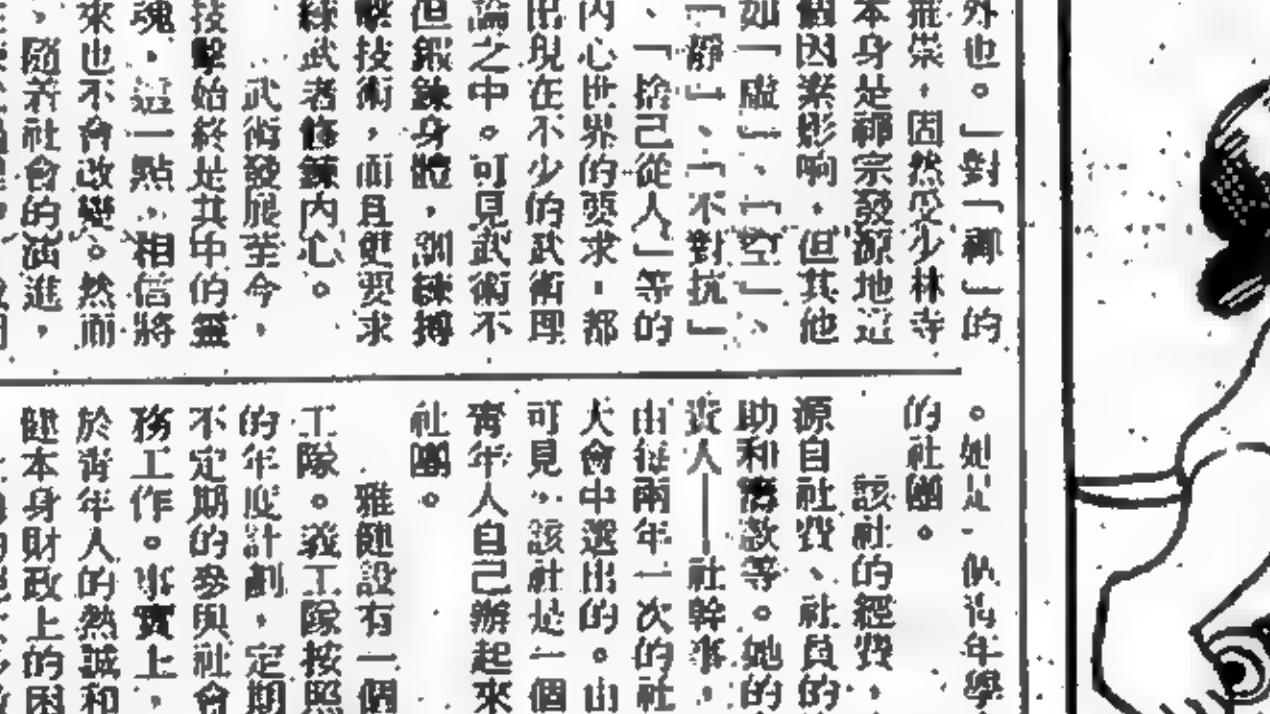 外也。」對「禪」的
推崇,固然受少林寺
本身是禪宗發源地這
個因素影响,但其他
如「虛」、「空」、
「靜」、「不對抗」
、「捨己從人」等的
內心世界的要求,都
出現在不少的武術理
論之中。可見武術不
但鍛鍊身體,訓練搏
擊技術,而且更要求
練武者修鍊內心。
武術發展至今,
技擊始終是其中的靈
魂,這一點,相信將
來也不會改變。然而
,隨着社會的演進,
。她是一個青年學
的社團。
該社的經費,
源自社費、社員的
助和籌款等。她的
責人——社幹事,
由每兩年一次的社
大會中選出的。由
可見,該社是一個
青年人自己辦起來
社團。
雅健設有一個
工隊。義工隊按照
的年度計劃,定期
不定期的參與社會
務工作。事實上,
於青年人的熱誠和
健本身財政上的困